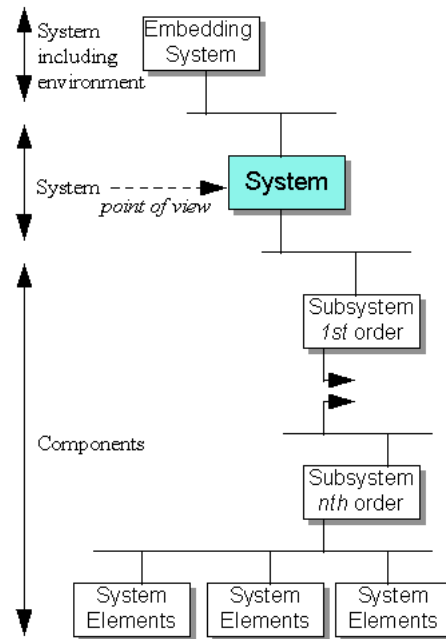 System
including
environment
Embedding
System
System
point of view
System
Subsystem
1st order
Components
Subsystem
nth order
System
Elements
System
Elements
System
Elements